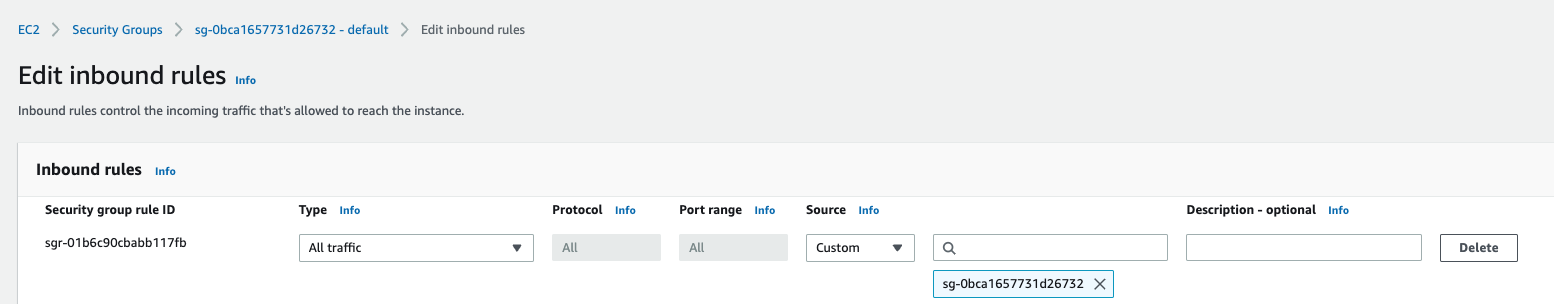 EC2 > Security Groups > sg-0bca1657731d26732 - default > Edit inbound rules
Edit inbound rules Info
Inbound rules control the incoming traffic that's allowed to reach the instance.
Inbound rules Info
Security group rule ID Type Info Protocol Info Port range Info Source Info Description - optional Info
sgr-01b6c90cbabb117fb All traffic All All Custom Delete
sg-0bca1657731d26732